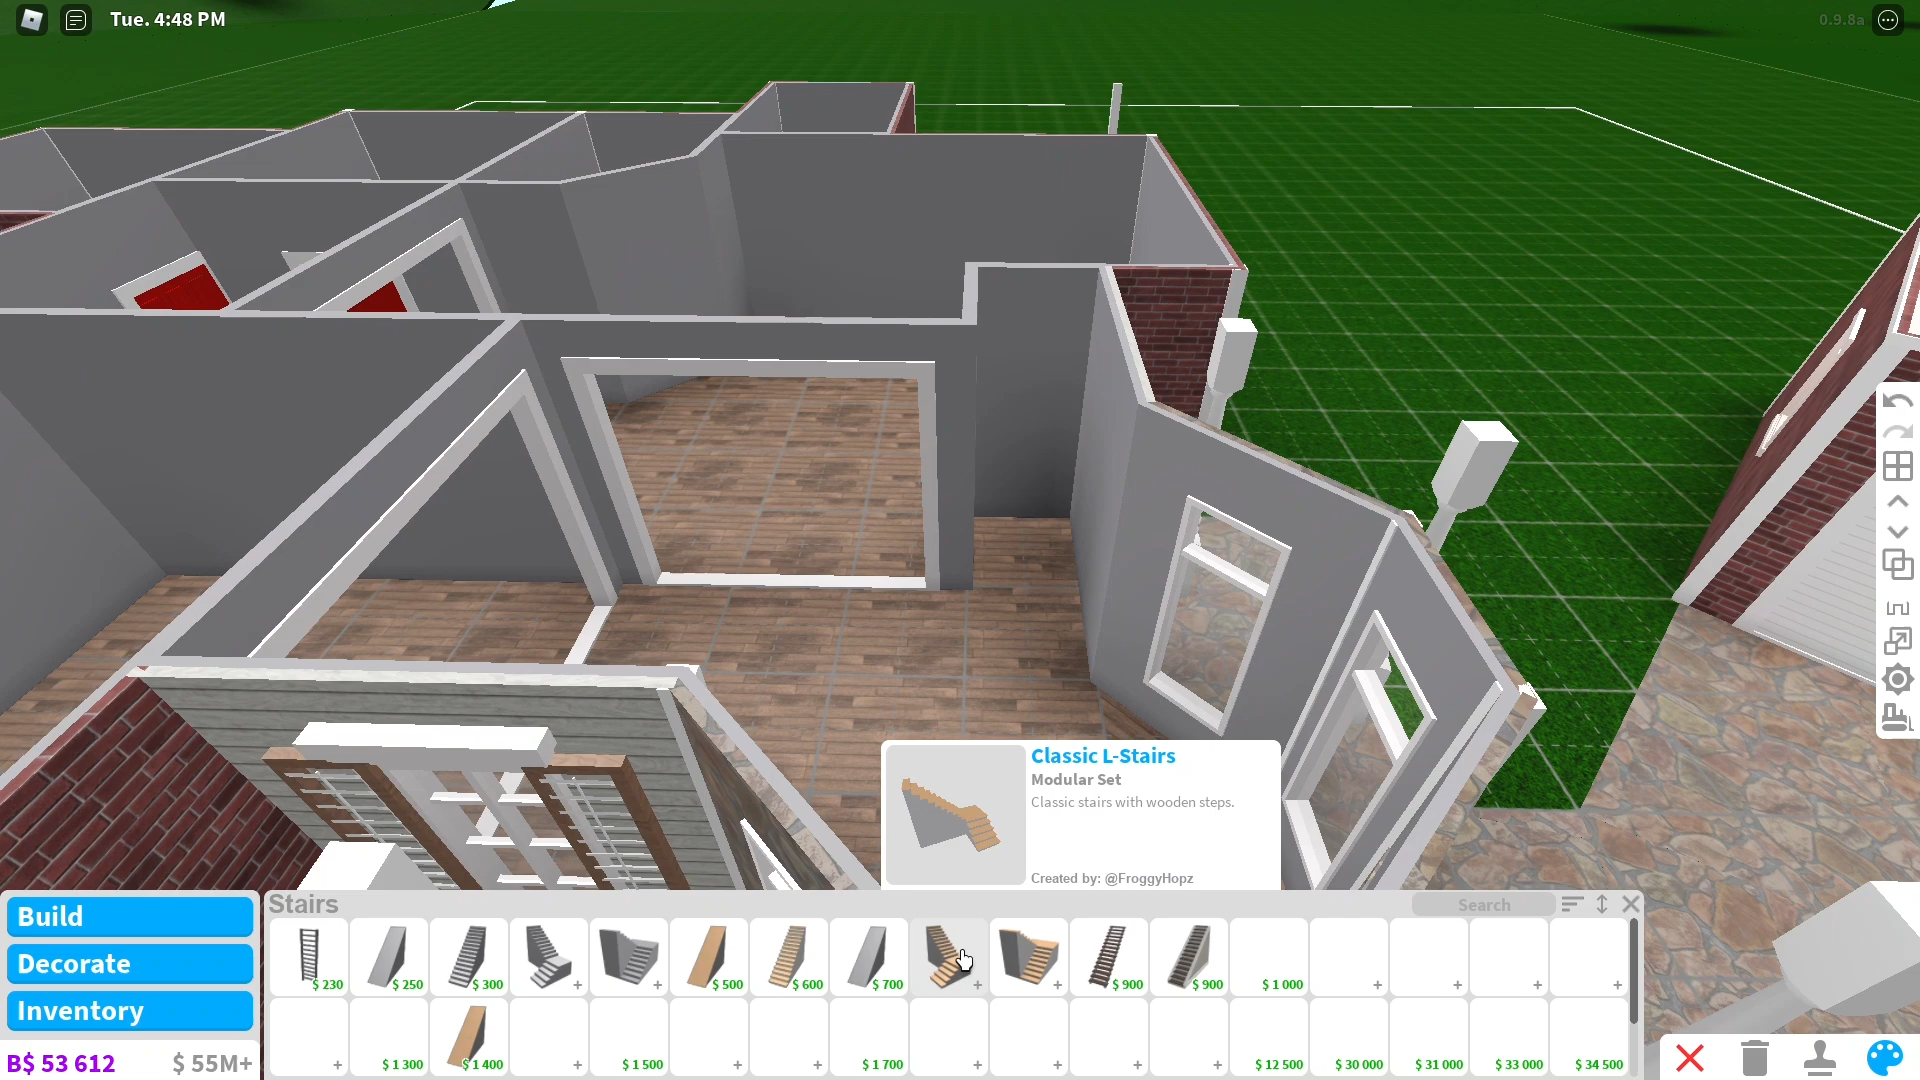 Tue. 4:48 PM
0.9.8a
Classic L-Stairs
Modular Set
Classic stairs with wooden steps.
Created by: @FroggyHopz
Build
Decorate
Inventory
B$ 53 612
$ 55M+
Stairs
Search
$ 230
$ 250
$ 300
+
+
$ 500
$ 600
$ 700
+
+
$ 900
$ 900
$ 1 000
+
+
+
+
+
$ 1 300
$ 1 400
+
$ 1 500
+
+
$ 1 700
+
+
+
+
$ 12 500
$ 30 000
$ 31 000
$ 33 000
$ 34 500